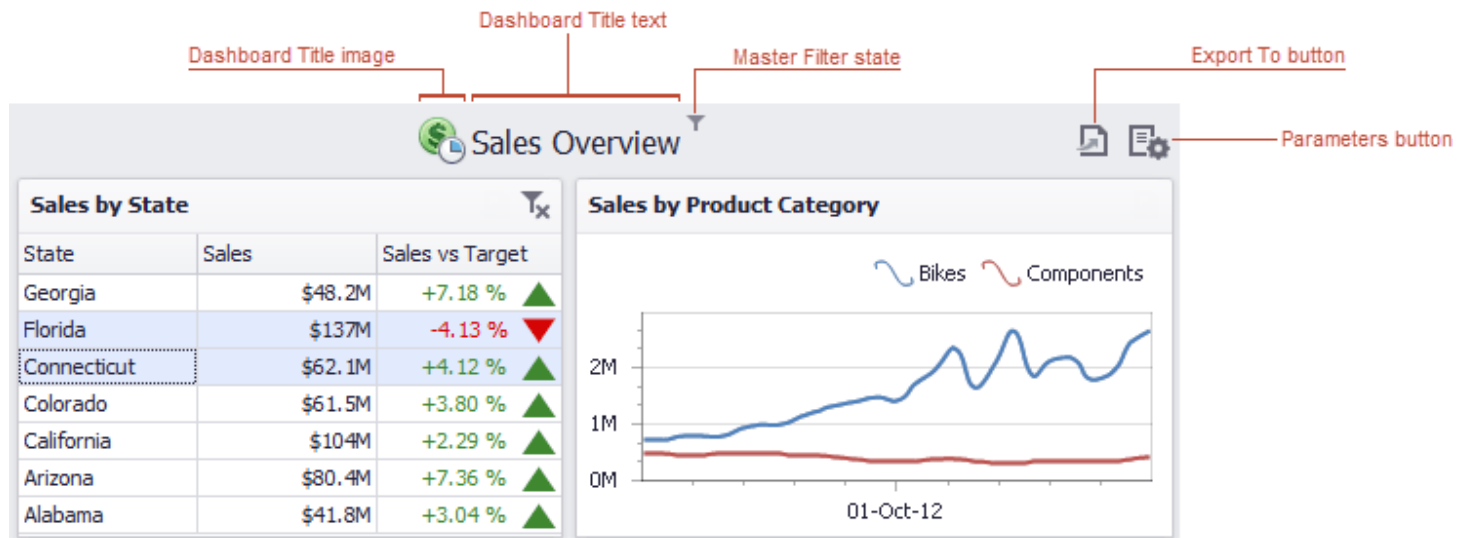 Dashboard Title text
Dashboard Title image
Master Filter state
Export To button
Sales Overview
Parameters button
Sales by State
State Sales Sales vs Target
Georgia $48.2M +7.18 %
Florida $137M -4.13 %
Connecticut $62.1M +4.12 %
Colorado $61.5M +3.80 %
California $104M +2.29 %
Arizona $80.4M +7.36 %
Alabama $41.8M +3.04 %
Sales by Product Category
Bikes Components
2M
1M
0M
01-Oct-12